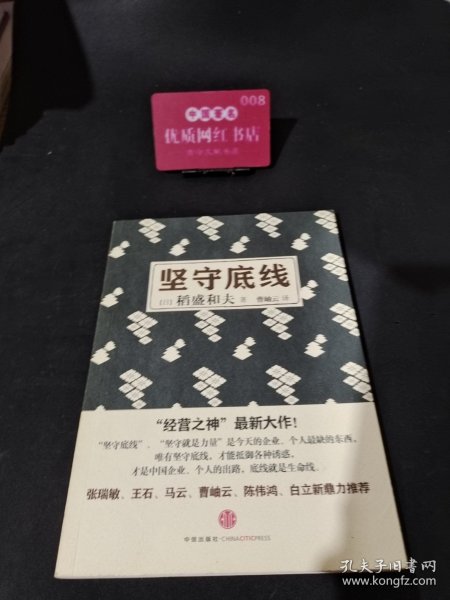 008
中国著名
优质网红书店
坚守底线
[日] 稻盛和夫 著 曹岫云 译
“经营之神”最新大作!
“坚守底线”、“坚守就是力量”是今天的企业、个人最缺的东西,
唯有坚守底线,才能抵御各种诱惑,
才是中国企业、个人的出路,底线就是生命线。
张瑞敏、王石、马云、曹岫云、陈伟鸿、白立新鼎力推荐
中信出版社·CHINACITICPRESS
孔夫子旧书网
www.kongfz.com